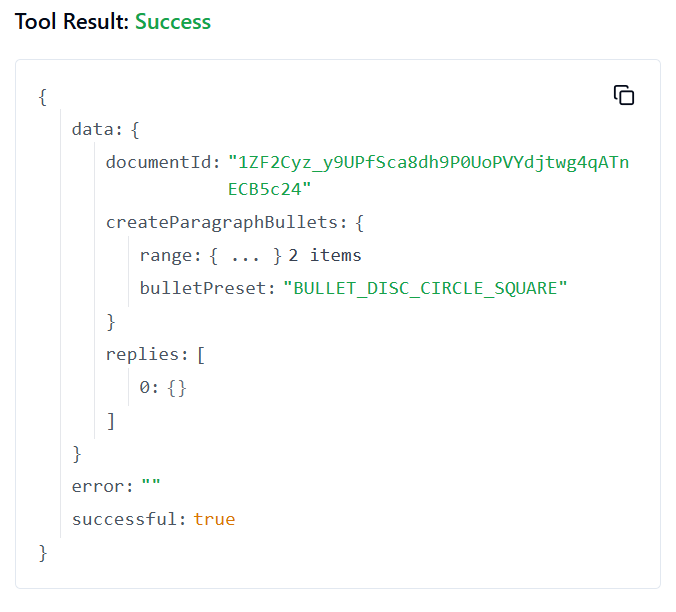 Tool Result: Success
{
data: {
documentId: "1ZF2Cyz_y9UPfSca8dh9P0UoPVYdjtwg4qATn
ECB5c24"
createParagraphBullets: {
range: { ... } 2 items
bulletPreset: "BULLET_DISC_CIRCLE_SQUARE"
}
replies: [
0: {}
]
}
error: ""
successful: true
}